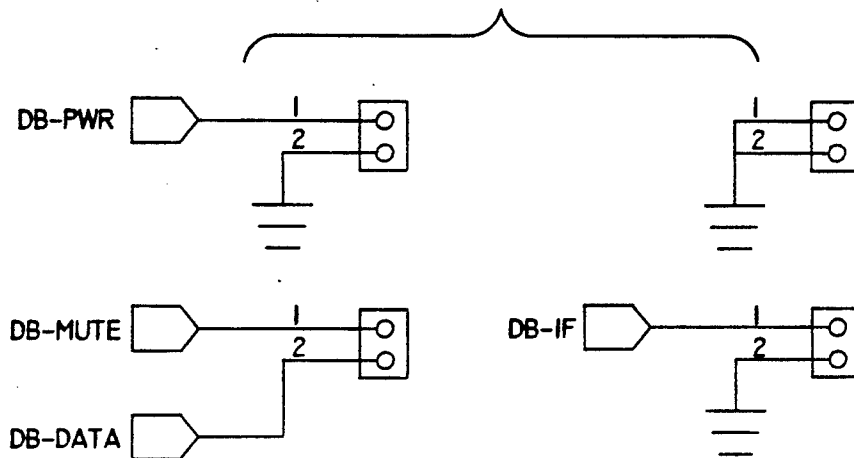 DB-PWR 1 1
2 2
DB-MUTE 1 DB-IF 1
2 2
DB-DATA